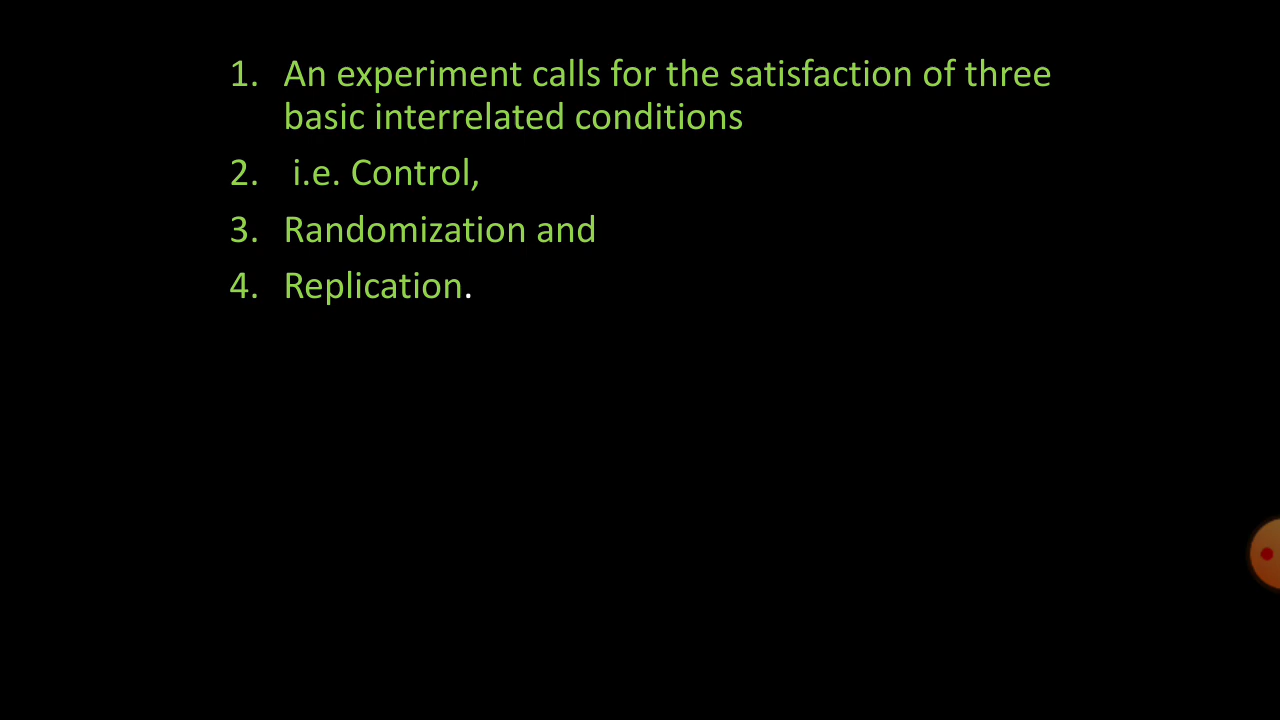 1. An experiment calls for the satisfaction of three
basic interrelated conditions
2. i.e. Control,
3. Randomization and
4. Replication.